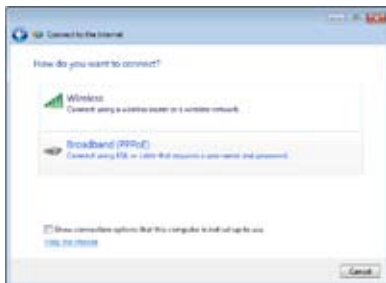 Connect to the Internet
How do you want to connect?
Wireless
Connect using a wireless router or a wireless network.
Broadband (PPPoE)
Connect using DSL or cable that requires a user name and password.
Show connection options that this computer is not set up to use
Help me choose
Cancel